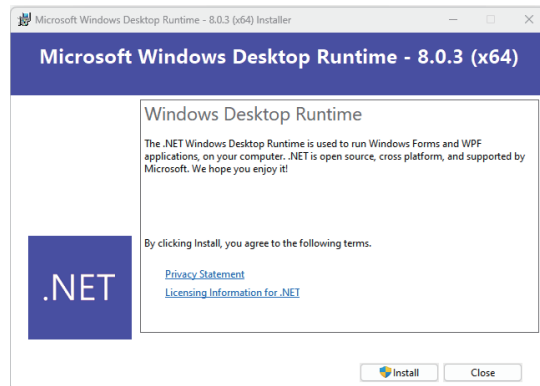 Microsoft Windows Desktop Runtime - 8.0.3 (x64) Installer
Microsoft Windows Desktop Runtime - 8.0.3 (x64)
Windows Desktop Runtime
The .NET Windows Desktop Runtime is used to run Windows Forms and WPF
applications, on your computer. .NET is open source, cross platform, and supported by
Microsoft. We hope you enjoy it!
By clicking Install, you agree to the following terms.
Privacy Statement
Licensing Information for .NET
.NET
Install
Close